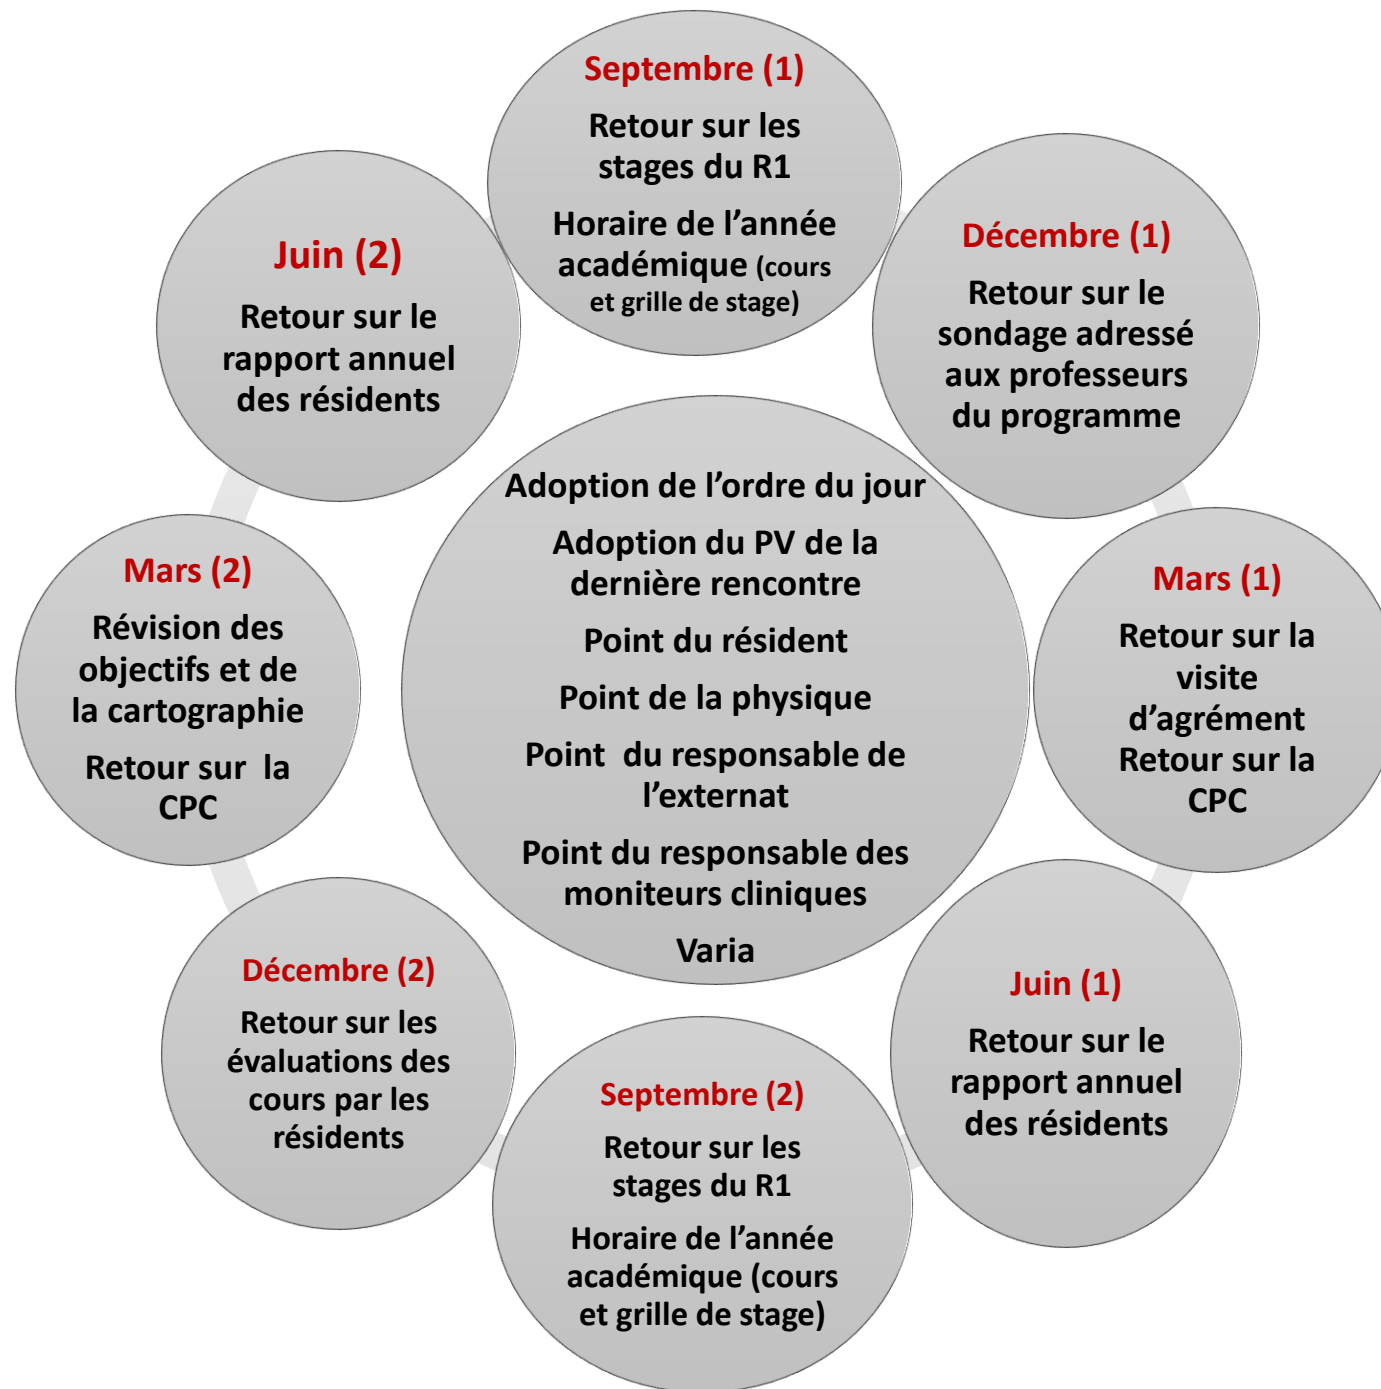 Septembre (1)
Retour sur les
stages du R1
Horaire de l’année
académique (cours
et grille de stage)
Décembre (1)
Retour sur le
sondage adressé
aux professeurs
du programme
Mars (1)
Retour sur la
visite
d’agrément
Retour sur la
CPC
Juin (1)
Retour sur le
rapport annuel
des résidents
Septembre (2)
Retour sur les
stages du R1
Horaire de l’année
académique (cours
et grille de stage)
Décembre (2)
Retour sur les
évaluations des
cours par les
résidents
Mars (2)
Révision des
objectifs et de
la cartographie
Retour sur la
CPC
Juin (2)
Retour sur le
rapport annuel
des résidents
Adoption de l’ordre du jour
Adoption du PV de la
dernière rencontre
Point du résident
Point de la physique
Point du responsable de
l’externat
Point du responsable des
moniteurs cliniques
Varia